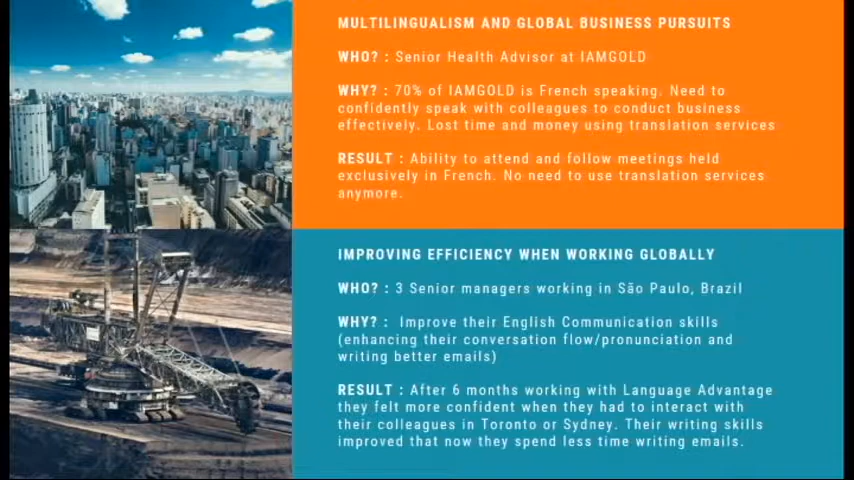 MULTILINGUALISM AND GLOBAL BUSINESS PURSUITS
WHO? : Senior Health Advisor at IAMGOLD
WHY? : 70% of IAMGOLD is French speaking. Need to
confidently speak with colleagues to conduct business
effectively. Lost time and money using translation services
RESULT : Ability to attend and follow meetings held
exclusively in French. No need to use translation services
anymore.
IMPROVING EFFICIENCY WHEN WORKING GLOBALLY
WHO? : 3 Senior managers working in São Paulo, Brazil
WHY? : Improve their English Communication skills
(enhancing their conversation flow/pronunciation and
writing better emails)
RESULT : After 6 months working with Language Advantage
they felt more confident when they had to interact with
their colleagues in Toronto or Sydney. Their writing skills
improved that now they spend less time writing emails.